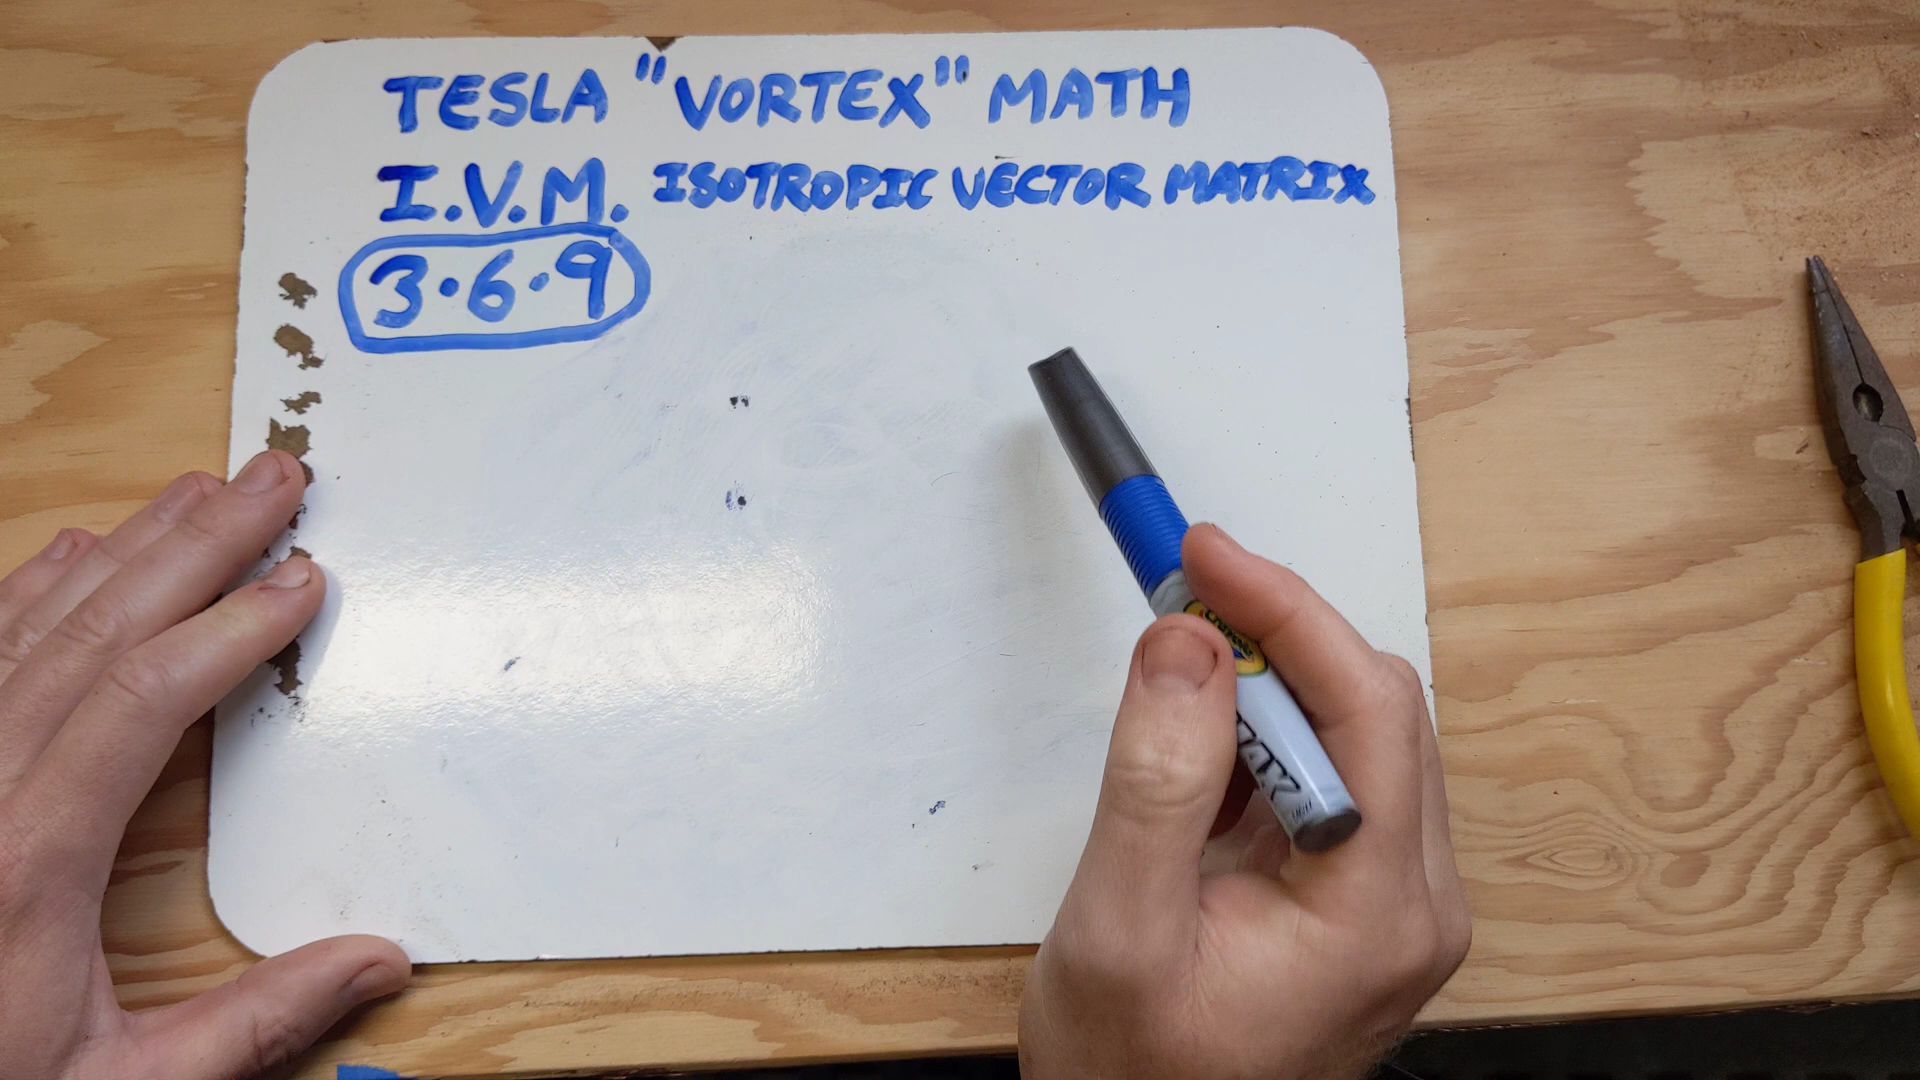 TESLA "VORTEX" MATH
I.V.M. ISOTROPIC VECTOR MATRIX
3·6·9